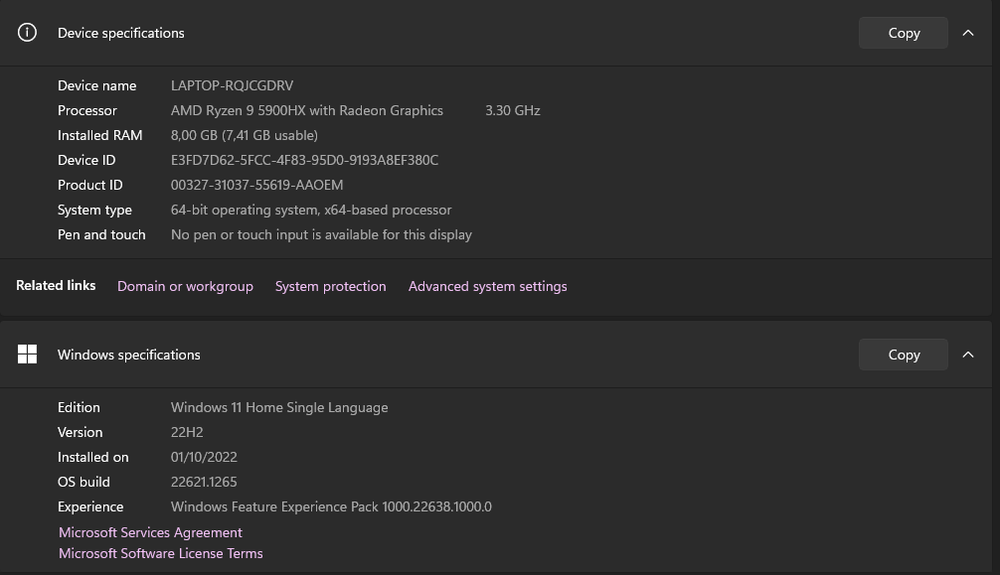 Device specifications Copy
Device name LAPTOP-RQJCGDRV
Processor AMD Ryzen 9 5900HX with Radeon Graphics 3.30 GHz
Installed RAM 8,00 GB (7,41 GB usable)
Device ID E3FD7D62-5FCC-4F83-95D0-9193A8EF380C
Product ID 00327-31037-55619-AAOEM
System type 64-bit operating system, x64-based processor
Pen and touch No pen or touch input is available for this display
Related links Domain or workgroup System protection Advanced system settings
Windows specifications Copy
Edition Windows 11 Home Single Language
Version 22H2
Installed on 01/10/2022
OS build 22621.1265
Experience Windows Feature Experience Pack 1000.22638.1000.0
Microsoft Services Agreement
Microsoft Software License Terms